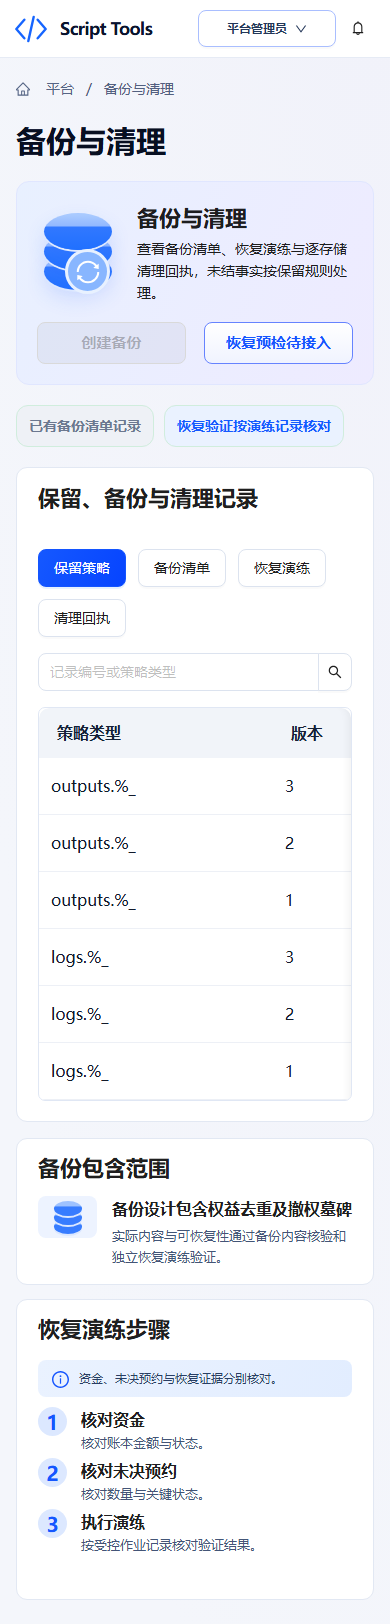 Script Tools
平台管理员
平台 / 备份与清理
备份与清理
备份与清理
查看备份清单、恢复演练与逐存储
清理回执，未结事实按保留规则处
理。
创建备份
恢复预检待接入
已有备份清单记录
恢复验证按演练记录核对
保留、备份与清理记录
保留策略
备份清单
恢复演练
清理回执
记录编号或策略类型
策略类型 版本
outputs.%_ 3
outputs.%_ 2
outputs.%_ 1
logs.%_ 3
logs.%_ 2
logs.%_ 1
备份包含范围
备份设计包含权益去重及撤权墓碑
实际内容与可恢复性通过备份内容核验和
独立恢复演练验证。
恢复演练步骤
资金、未决预约与恢复证据分别核对。
1 核对资金
核对账本金额与状态。
2 核对未决预约
核对数量与关键状态。
3 执行演练
按受控作业记录核对验证结果。